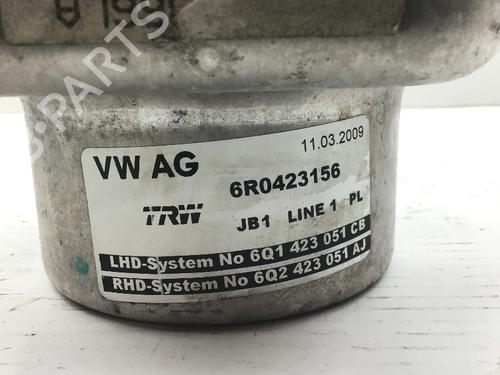 11.03.2009
VW AG
6R0423156
TRW
JB1 LINE 1 PL
LHD-System No 6Q1 423 051 CB
RHD-System No 6Q2 423 051 AJ